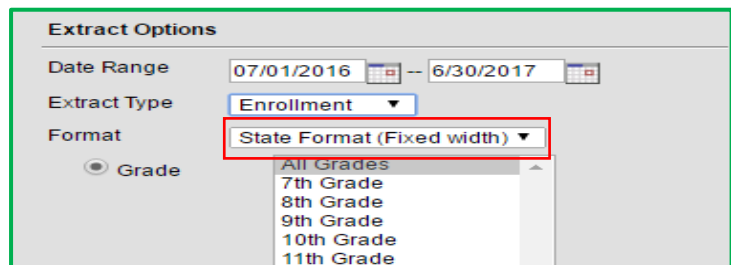 Extract Options
Date Range 07/01/2016 -- 6/30/2017
Extract Type Enrollment
Format State Format (Fixed width)
Grade All Grades
7th Grade
8th Grade
9th Grade
10th Grade
11th Grade